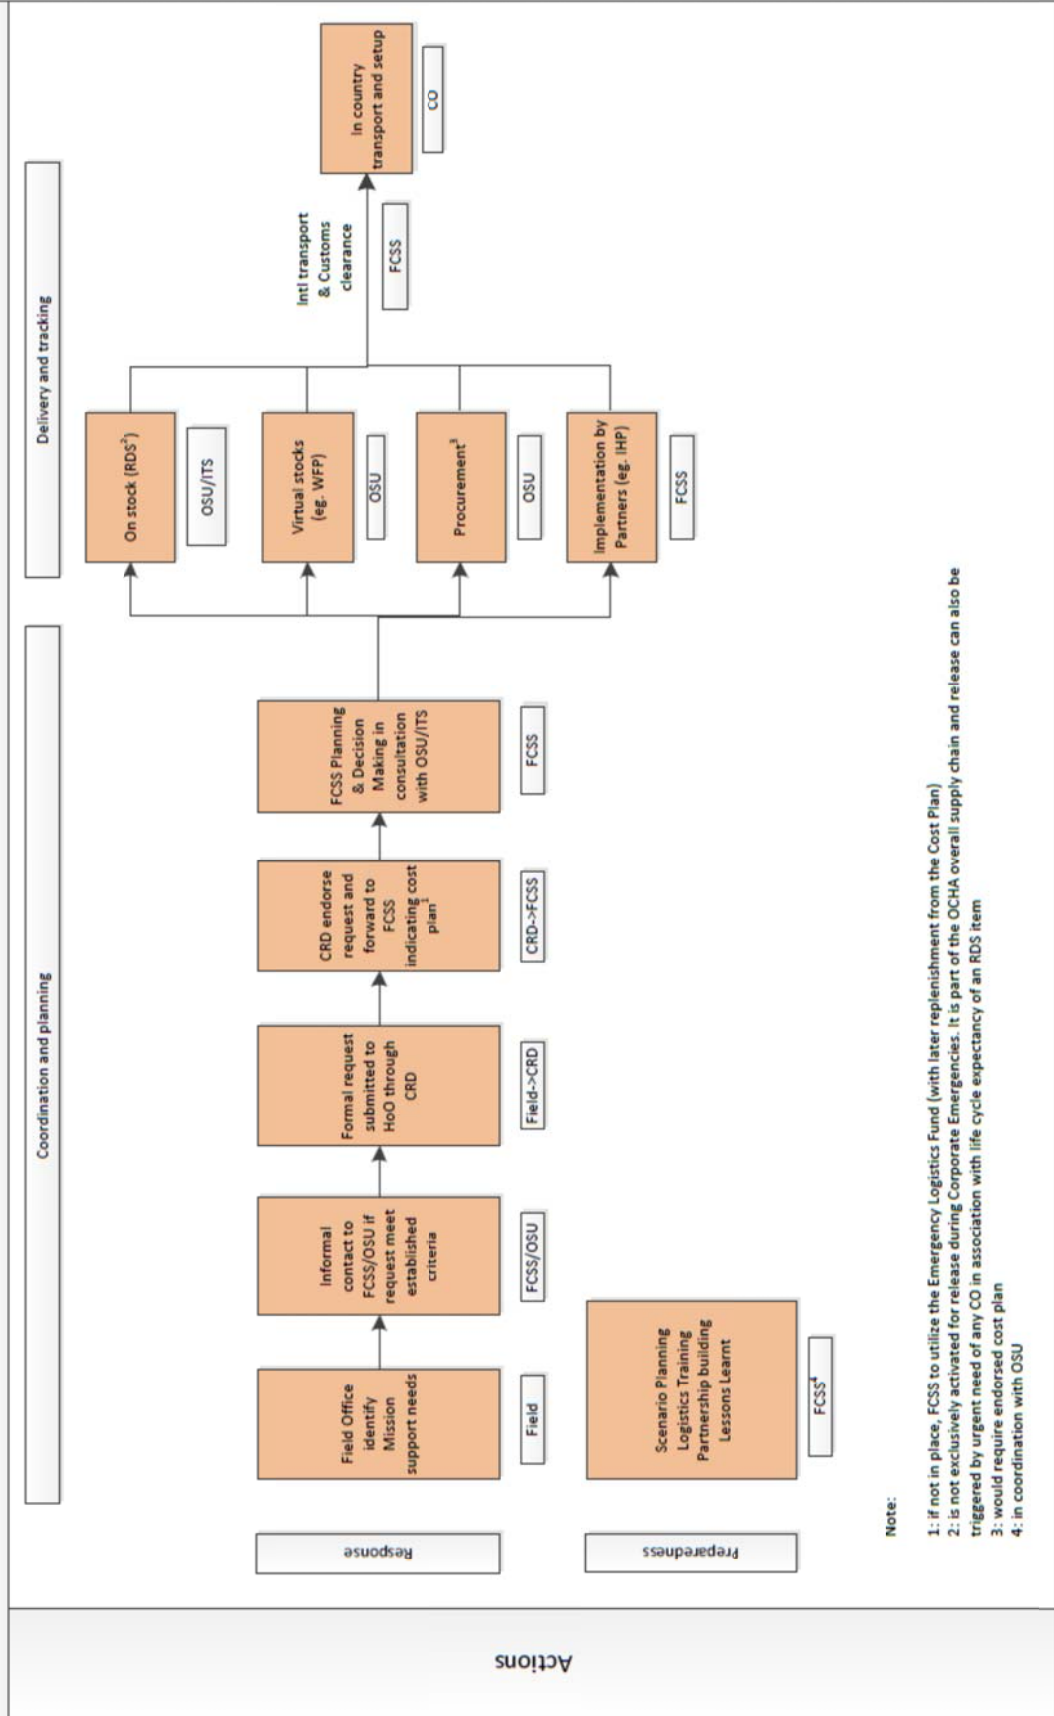 Actions
Coordination and planning
Delivery and tracking
Response
Field Office
identify
Mission
support needs
Field
Informal
contact to
FCSS/OSU if
request meet
established
criteria
FCSS/OSU
Formal request
submitted to
HoO through
CRD
Field->CRD
CRD endorse
request and
forward to
FCSS
indicating cost
plan¹
CRD->FCSS
FCSS Planning
& Decision
Making in
consultation
with OSU/ITS
FCSS
On stock (RDS²)
OSU/ITS
Virtual stocks
(eg. WFP)
OSU
Procurement³
OSU
Implementation by
Partners (eg. IHP)
FCSS
Intl transport
& Customs
clearance
FCSS
In country
transport and setup
CO
Preparedness
Scenario Planning
Logistics Training
Partnership building
Lessons Learnt
FCSS⁴
Note:
1: if not in place, FCSS to utilize the Emergency Logistics Fund (with later replenishment from the Cost Plan)
2: is not exclusively activated for release during Corporate Emergencies. It is part of the OCHA overall supply chain and release can also be
triggered by urgent need of any CO in association with life cycle expectancy of an RDS item
3: would require endorsed cost plan
4: in coordination with OSU